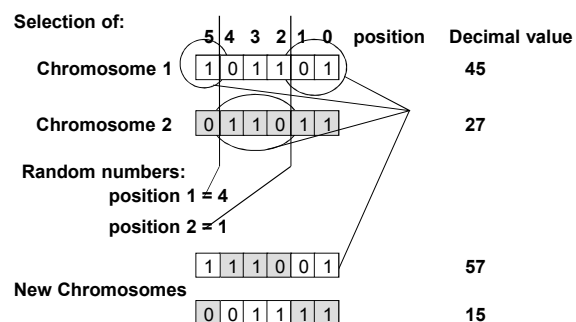 Selection of:
5 4 3 2 1 0 position Decimal value
Chromosome 1 1 0 1 1 0 1 45
Chromosome 2 0 1 1 0 1 1 27
Random numbers:
position 1 = 4
position 2 = 1
1 1 1 0 0 1 57
New Chromosomes
0 0 1 1 1 1 15